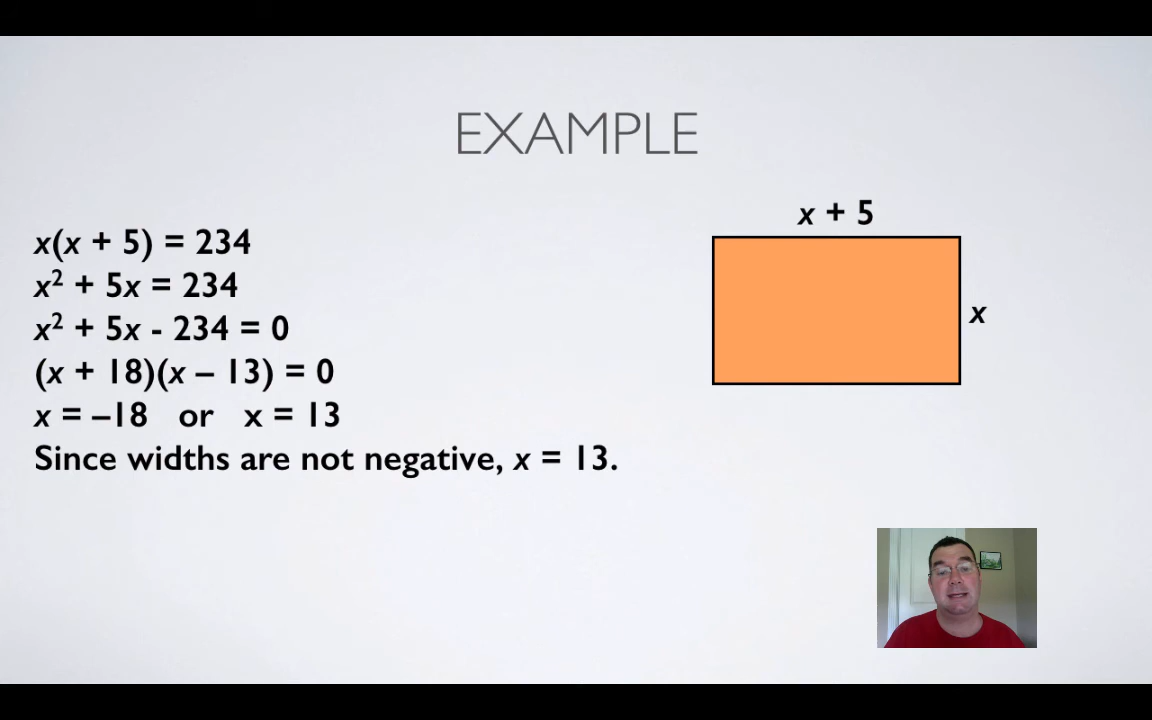 EXAMPLE
x(x + 5) = 234
x² + 5x = 234
x² + 5x - 234 = 0
(x + 18)(x – 13) = 0
x = –18 or x = 13
Since widths are not negative, x = 13.
x + 5
x